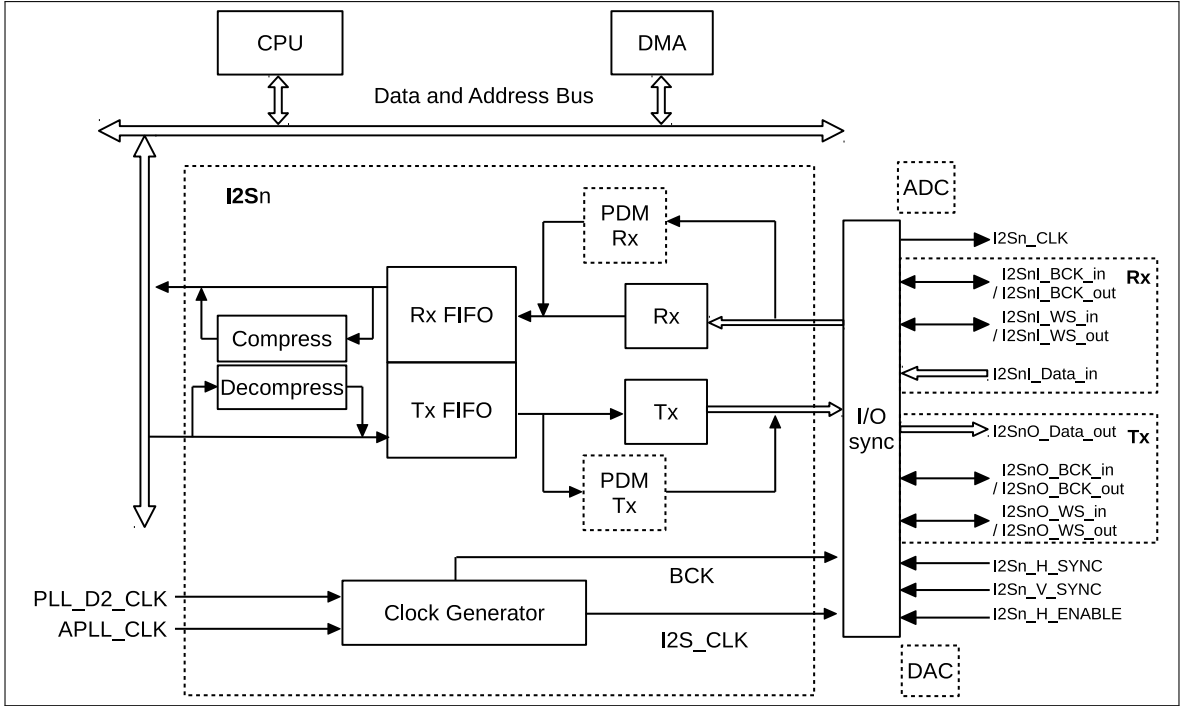 CPU
DMA
Data and Address Bus
I2Sn
ADC
PDM
Rx
I2Sn_CLK
I2SnI_BCK_in
/ I2SnI_BCK_out
Rx
Rx FIFO
Rx
I2SnI_WS_in
/ I2SnI_WS_out
Compress
I2SnI_Data_in
Decompress
Tx FIFO
Tx
I/O
sync
I2SnO_Data_out
Tx
PDM
Tx
I2SnO_BCK_in
/ I2SnO_BCK_out
I2SnO_WS_in
/ I2SnO_WS_out
BCK
I2Sn_H_SYNC
I2Sn_V_SYNC
I2Sn_H_ENABLE
PLL_D2_CLK
APLL_CLK
Clock Generator
I2S_CLK
DAC